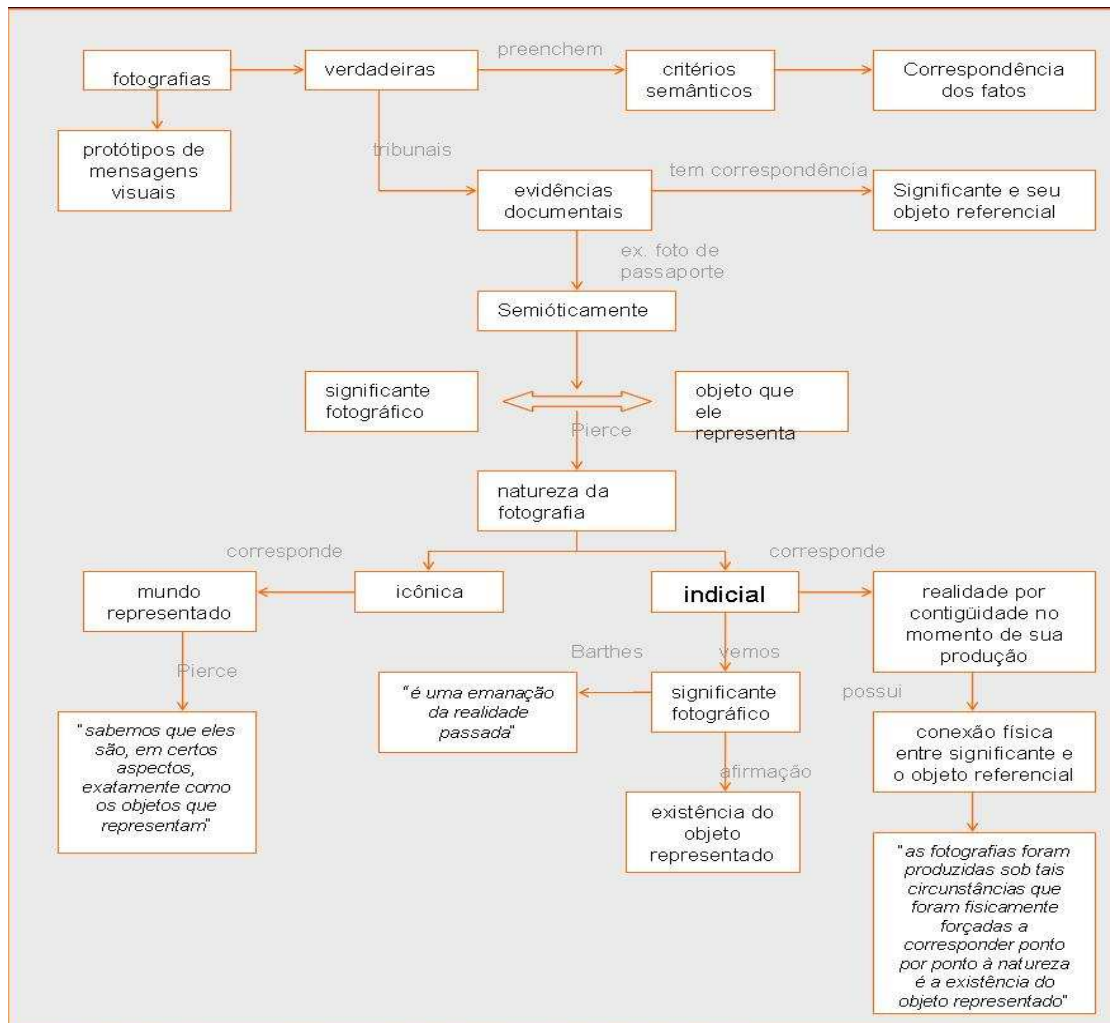 preenchem
fotografias
verdadeiras
critérios
semânticos
Correspondência
dos fatos
protótipos de
mensagens
visuais
tribunais
evidências
documentais
tem correspondência
Significante e seu
objeto referencial
ex. foto de
passaporte
Semióticamente
significante
fotográfico
objeto que
ele
representa
Pierce
natureza da
fotografia
corresponde
corresponde
mundo
representado
icônica
indicial
realidade por
contigüidade no
momento de sua
produção
Pierce
Barthes
vemos
"é uma emanação
da realidade
passada"
significante
fotográfico
possui
"sabemos que eles
são, em certos
aspectos,
exatamente como
os objetos que
representam"
conexão física
entre significante e
o objeto referencial
afirmação
existência do
objeto
representado
"as fotografias foram
produzidas sob tais
circunstâncias que
foram fisicamente
forçadas a
corresponder ponto
por ponto à natureza
é a existência do
objeto representado"